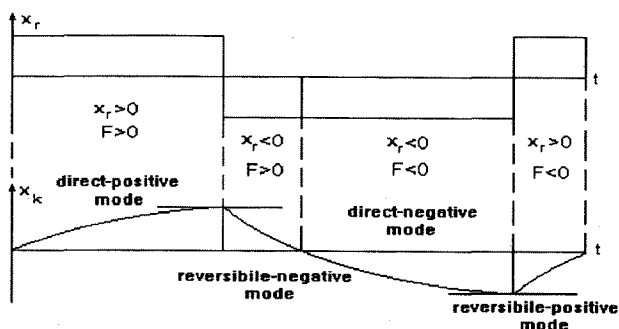 x_r
t
x_r>0
F>0
x_r<0
F>0
x_r<0
F<0
x_r>0
F<0
x_k
direct-positive
mode
direct-negative
mode
t
reversibile-negative
mode
reversibile-positive
mode